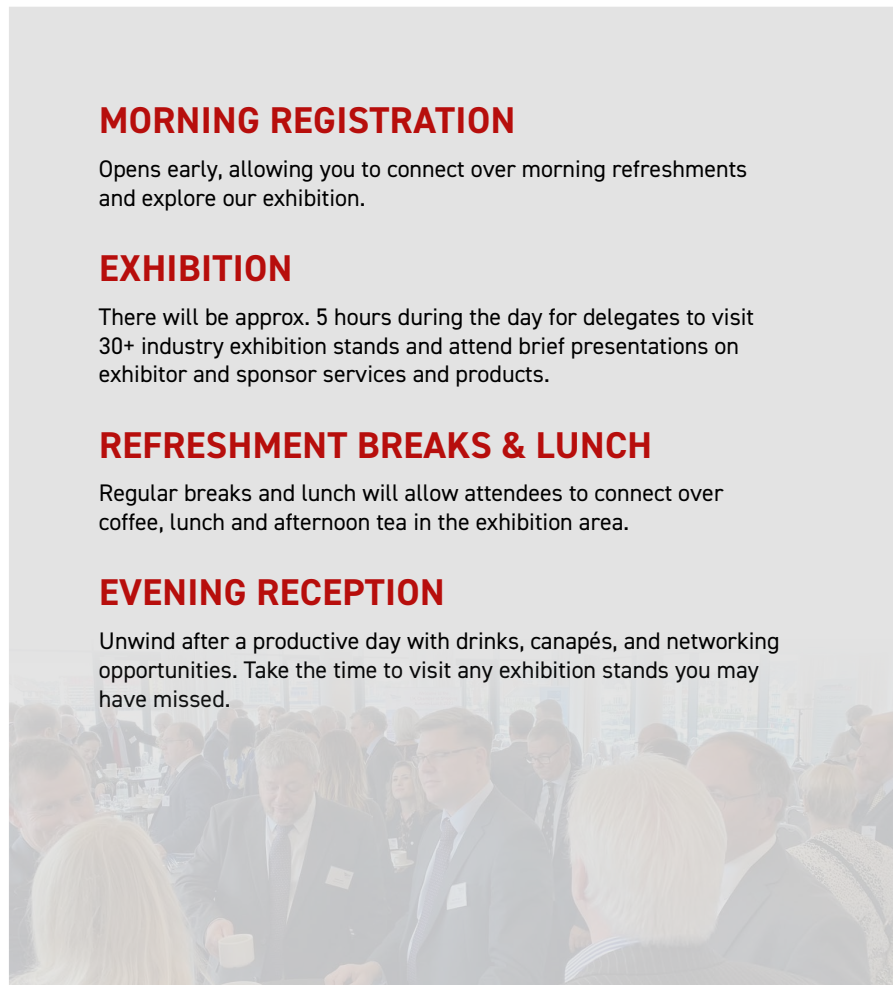 MORNING REGISTRATION
Opens early, allowing you to connect over morning refreshments
and explore our exhibition.
EXHIBITION
There will be approx. 5 hours during the day for delegates to visit
30+ industry exhibition stands and attend brief presentations on
exhibitor and sponsor services and products.
REFRESHMENT BREAKS & LUNCH
Regular breaks and lunch will allow attendees to connect over
coffee, lunch and afternoon tea in the exhibition area.
EVENING RECEPTION
Unwind after a productive day with drinks, canapés, and networking
opportunities. Take the time to visit any exhibition stands you may
have missed.